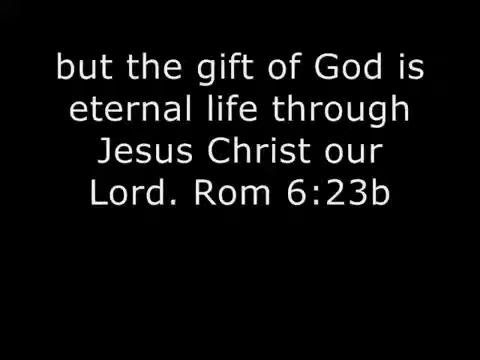 but the gift of God is
eternal life through
Jesus Christ our
Lord. Rom 6:23b